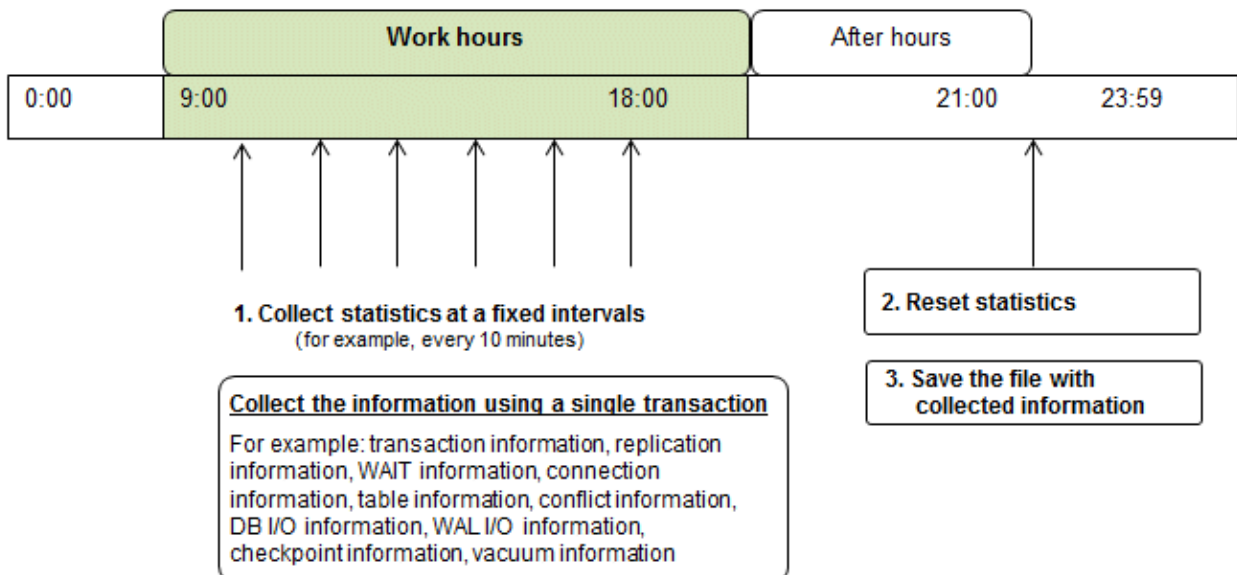 Work hours
After hours
0:00
9:00
18:00
21:00
23:59
1. Collect statistics at a fixed intervals
(for example, every 10 minutes)
2. Reset statistics
3. Save the file with
collected information
Collect the information using a single transaction
For example: transaction information, replication
information, WAIT information, connection
information, table information, conflict information,
DB I/O information, WAL I/O information,
checkpoint information, vacuum information